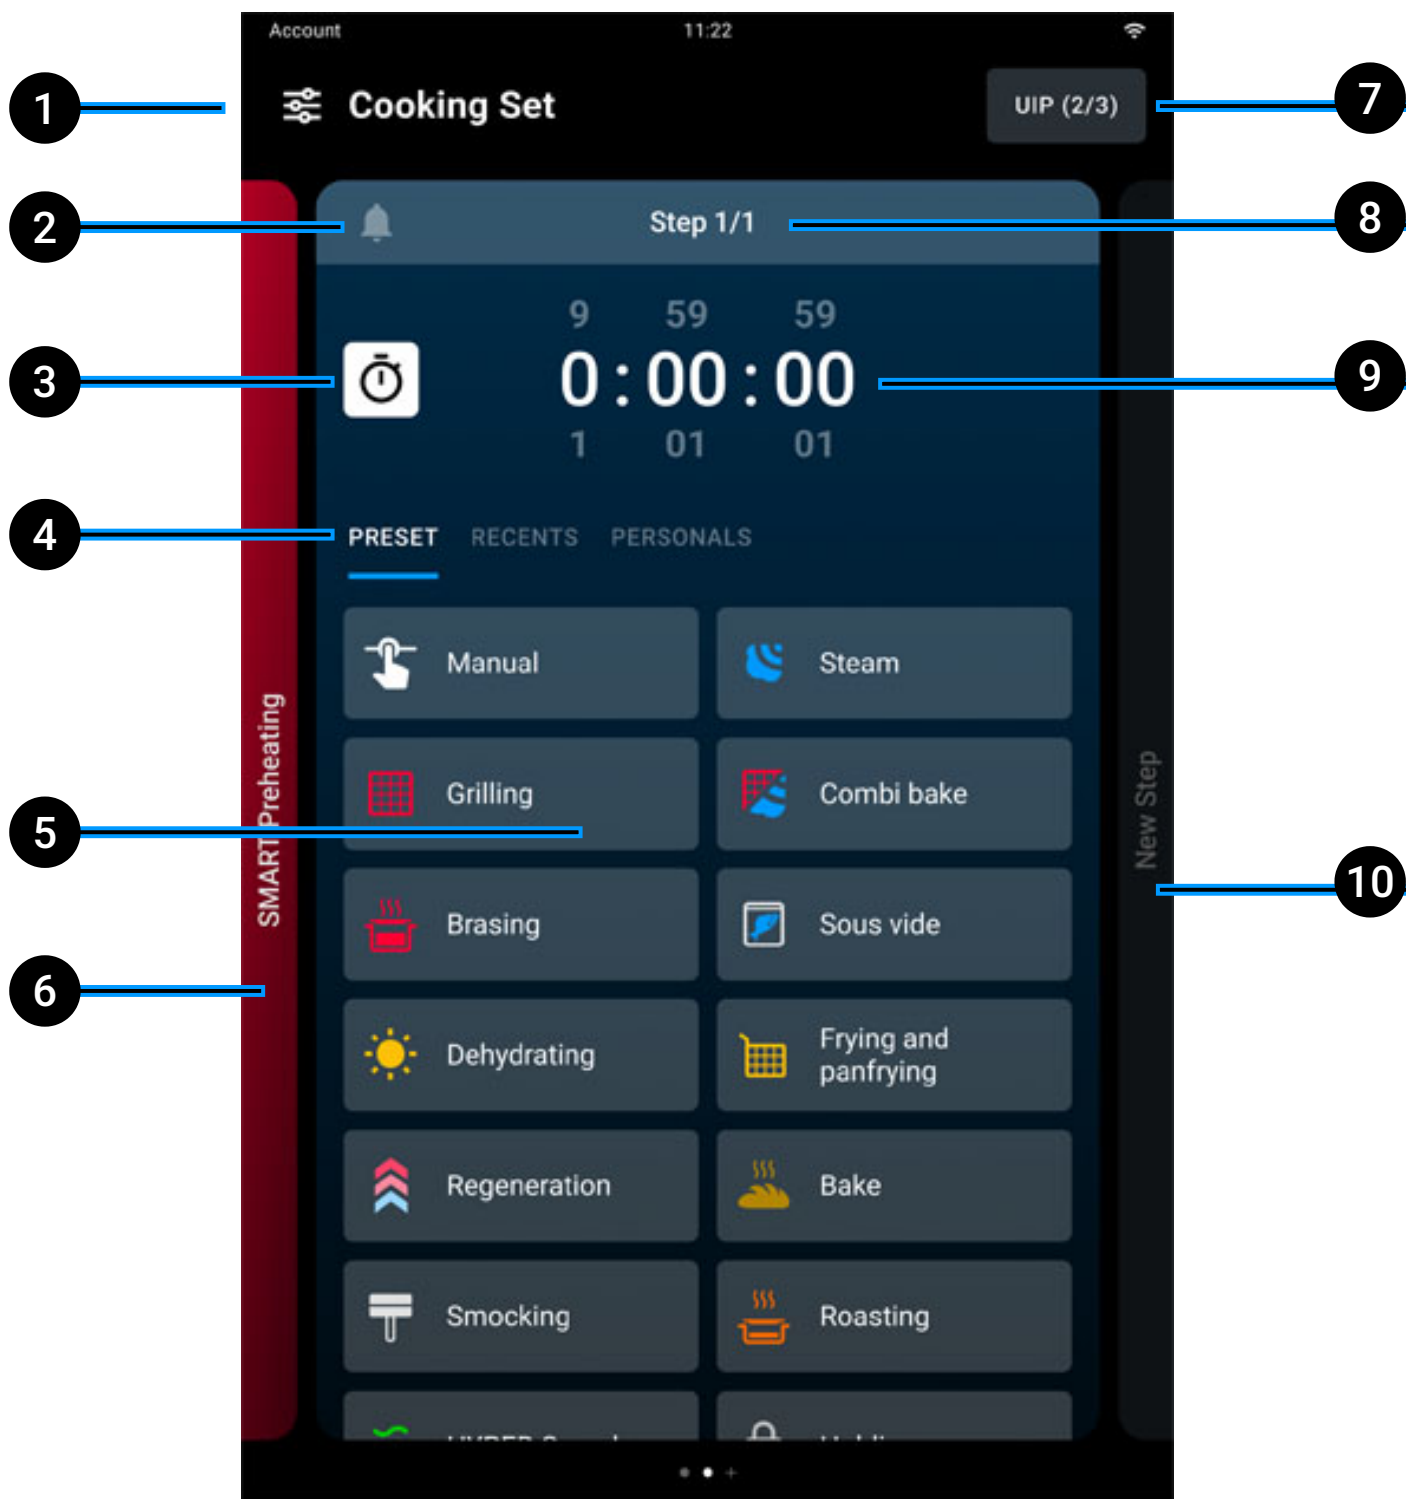 Account 11:22
Cooking Set UIP (2/3)
1 7
2 Step 1/1 8
9 59 59
3 0 : 00 : 00 9
1 01 01
4 PRESET RECENTS PERSONALS
Manual Steam
Grilling Combi bake
5
SMART Preheating
New Step
10
Brasing Sous vide
6
Dehydrating Frying and
panfrying
Regeneration Bake
Smocking Roasting